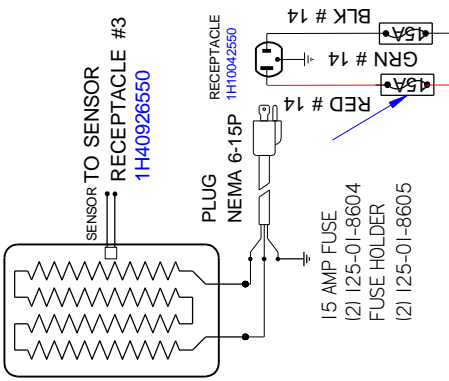 SENSOR TO SENSOR
RECEPTACLE #3
1H40926550
PLUG
NEMA 6-15P
RECEPTACLE
1H10042550
BLK # 14
15A
GRN # 14
15A
RED # 14
15 AMP FUSE
(2) 125-01-8604
FUSE HOLDER
(2) 125-01-8605